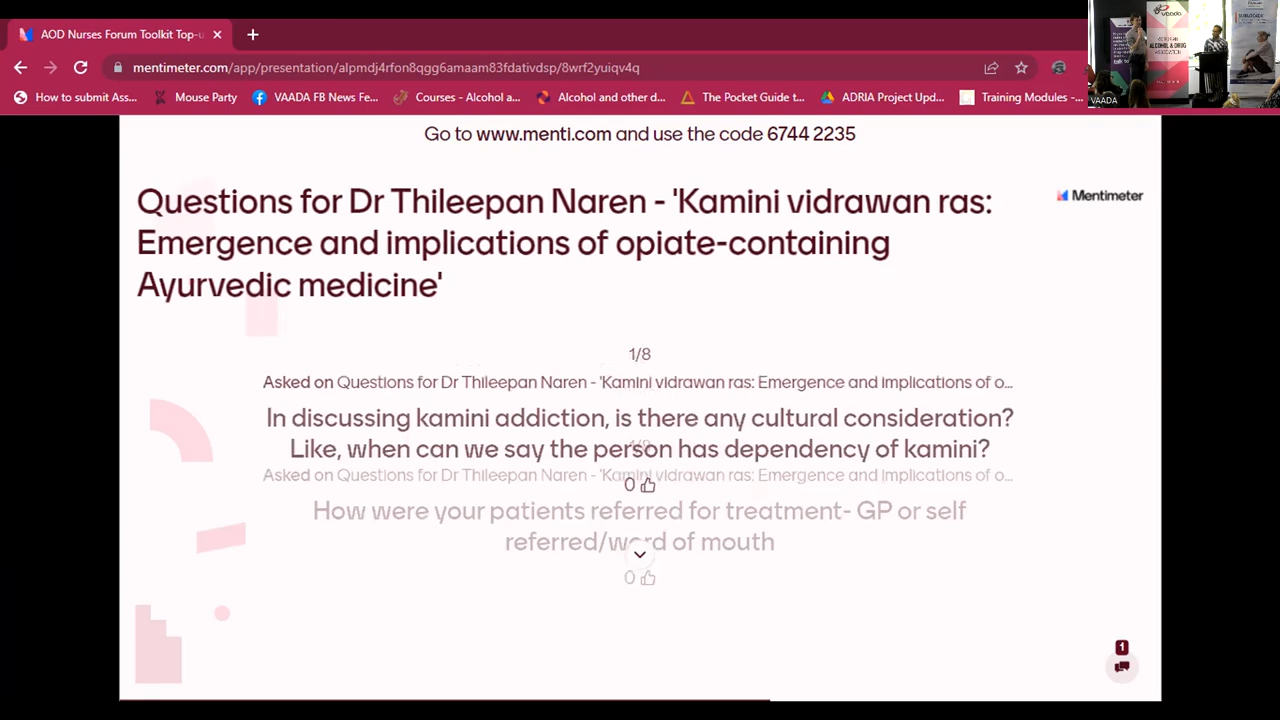 AOD Nurses Forum Toolkit Top-u
mentimeter.com/app/presentation/alpmdj4rfon8qgg6amaam83fdativdsp/8wrf2yuiqv4q
How to submit Ass...
Mouse Party
VAADA FB News Fe...
Courses - Alcohol a...
Alcohol and other d...
The Pocket Guide t...
ADRIA Project Upd...
Training Modules -...
vaada
ALCOHOL & DRUG
VAADA
Go to www.menti.com and use the code 6744 2235
Questions for Dr Thileepan Naren - 'Kamini vidrawan ras:
Emergence and implications of opiate-containing
Ayurvedic medicine'
Mentimeter
1/8
Asked on Questions for Dr Thileepan Naren - 'Kamini vidrawan ras: Emergence and implications of o...
In discussing kamini addiction, is there any cultural consideration?
Like, when can we say the person has dependency of kamini?
Asked on Questions for Dr Thileepan Naren - 'Kamini vidrawan ras: Emergence and implications of o...
0
How were your patients referred for treatment- GP or self
referred/word of mouth
0
1